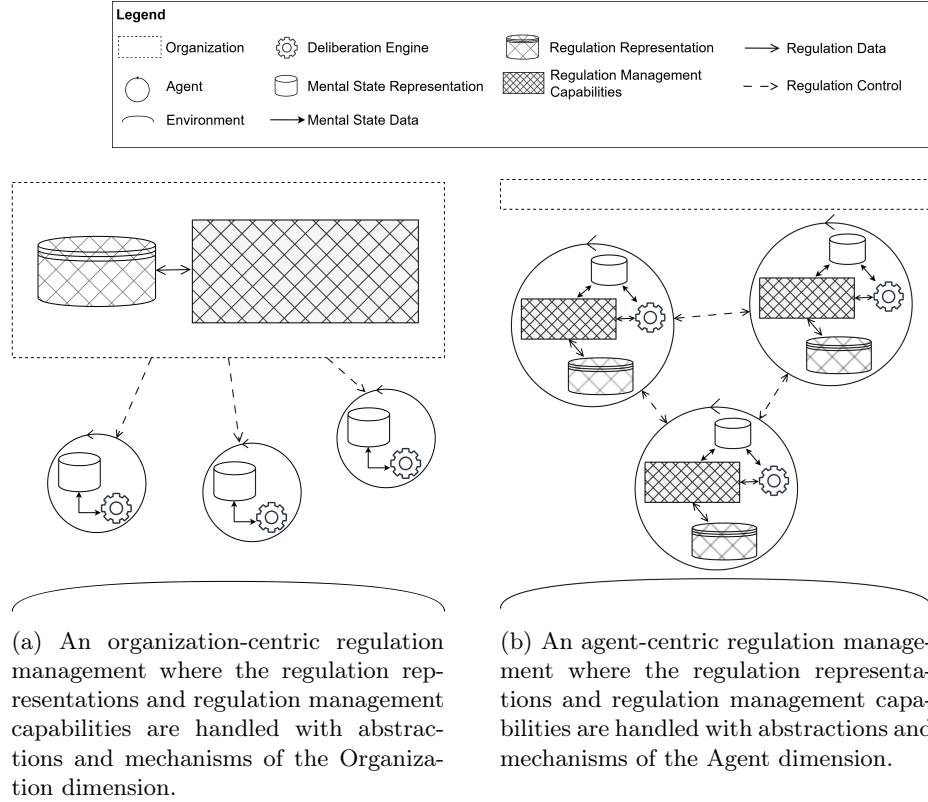 Legend
Organization
Deliberation Engine
Regulation Representation
Regulation Data
Agent
Mental State Representation
Regulation Management
Capabilities
Regulation Control
Environment
Mental State Data
(a) An organization-centric regulation
management where the regulation rep-
resentations and regulation management
capabilities are handled with abstrac-
tions and mechanisms of the Organiza-
tion dimension.
(b) An agent-centric regulation manage-
ment where the regulation representa-
tions and regulation management capa-
bilities are handled with abstractions and
mechanisms of the Agent dimension.